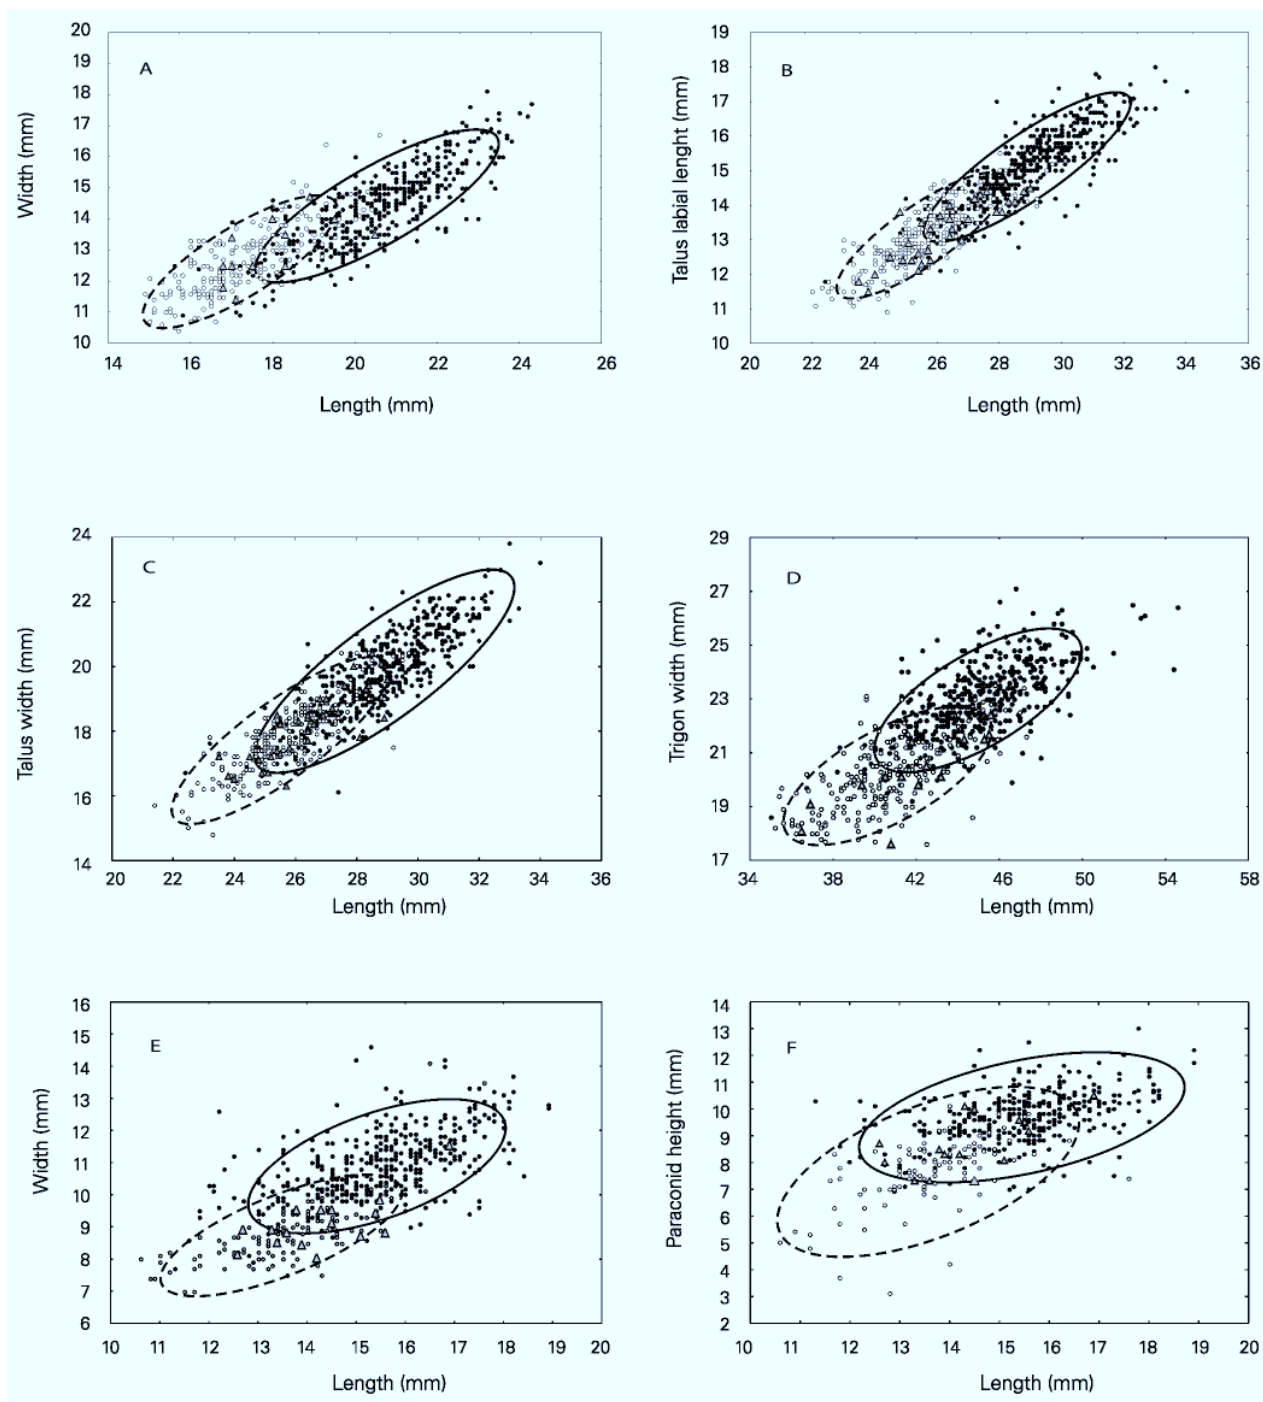 20
19
18
17
16
15
14
13
12
11
10
A
Width (mm)
14 16 18 20 22 24 26
Length (mm)
19
18
17
16
15
14
13
12
11
10
B
Talus labial lenght (mm)
20 22 24 26 28 30 32 34 36
Length (mm)
24
22
20
18
16
14
C
Talus width (mm)
20 22 24 26 28 30 32 34 36
Length (mm)
29
27
25
23
21
19
17
D
Trigon width (mm)
34 38 42 46 50 54 58
Length (mm)
16
15
14
13
12
11
10
9
8
7
6
E
Width (mm)
10 11 12 13 14 15 16 17 18 19 20
Length (mm)
14
13
12
11
10
9
8
7
6
5
4
3
2
F
Paraconid height (mm)
10 11 12 13 14 15 16 17 18 19 20
Length (mm)